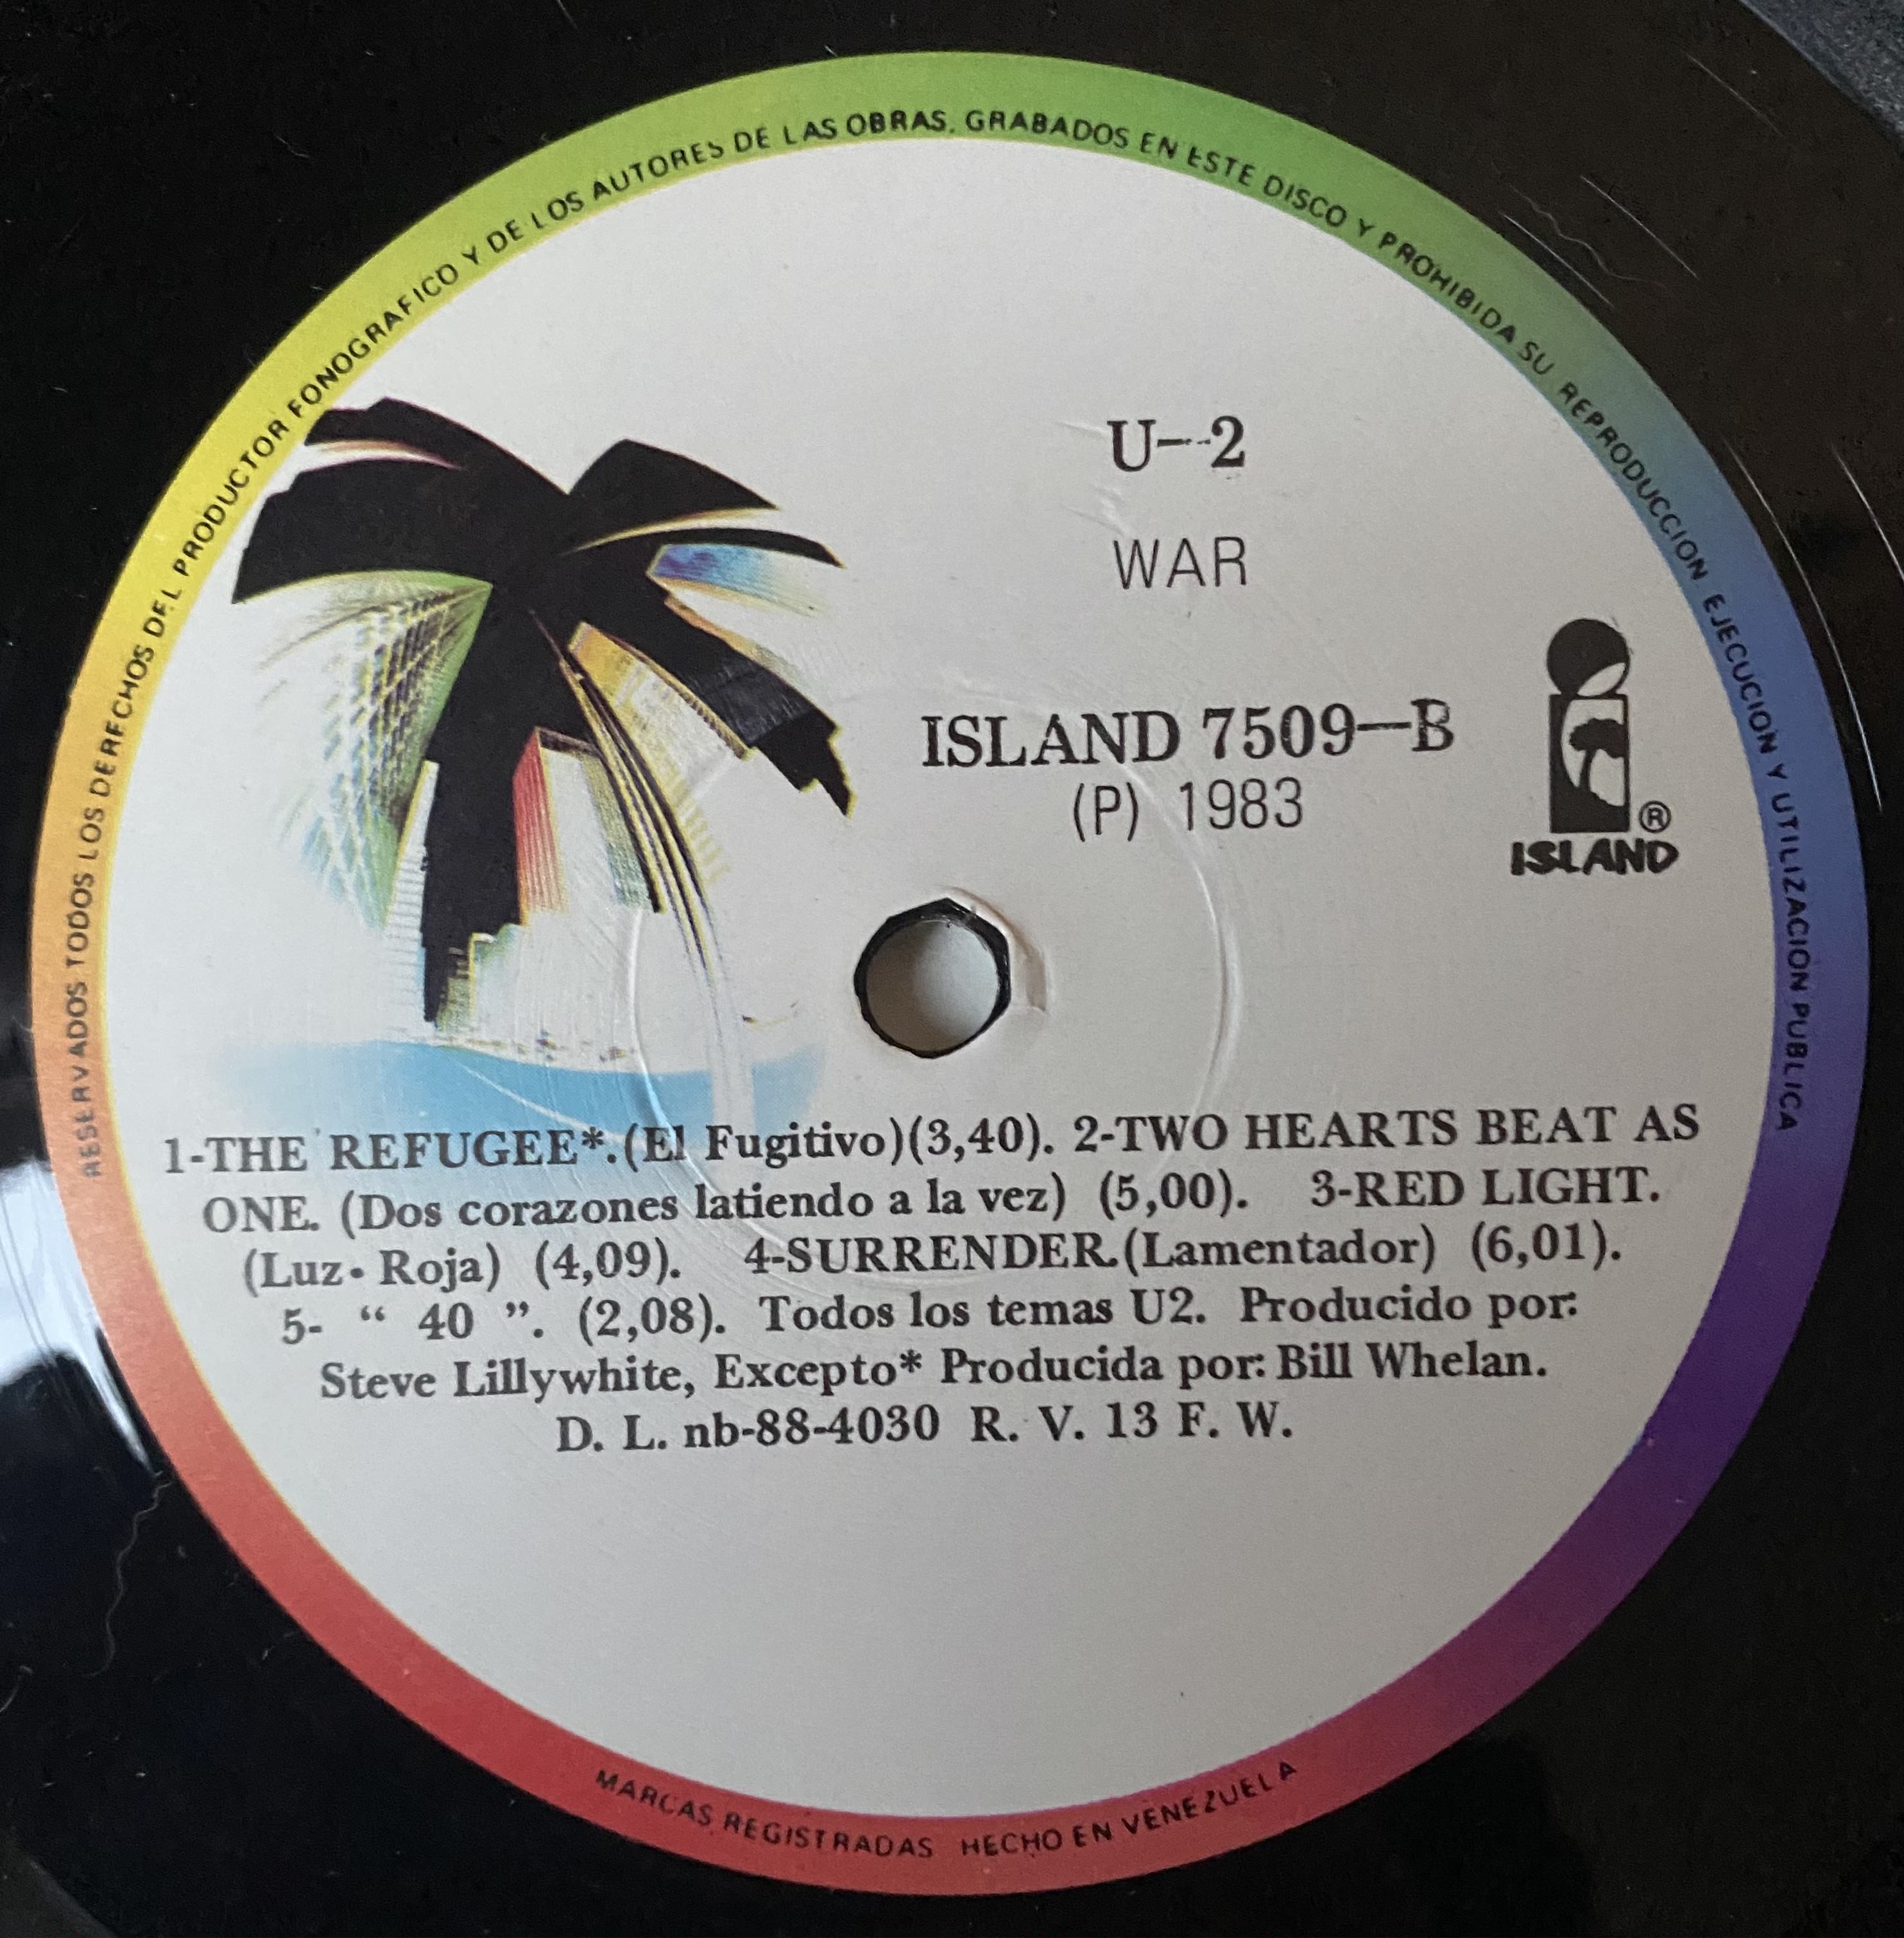 RESERVADOS TODOS LOS DERECHOS DEL PRODUCTOR FONOGRAFICO Y DE LOS AUTORES DE LAS OBRAS. GRABADOS EN ESTE DISCO Y PROHIBIDA SU REPRODUCCION EJECUCION Y UTILIZACION PUBLICA
U--2
WAR
ISLAND 7509—B
(P) 1983
®
ISLAND
1-THE REFUGEE*.(El Fugitivo)(3,40). 2-TWO HEARTS BEAT AS
ONE. (Dos corazones latiendo a la vez) (5,00). 3-RED LIGHT.
(Luz• Roja) (4,09). 4-SURRENDER.(Lamentador) (6,01).
5- “ 40 ”. (2,08). Todos los temas U2. Producido por:
Steve Lillywhite, Excepto* Producida por: Bill Whelan.
D. L. nb-88-4030 R. V. 13 F. W.
MARCAS REGISTRADAS HECHO EN VENEZUELA